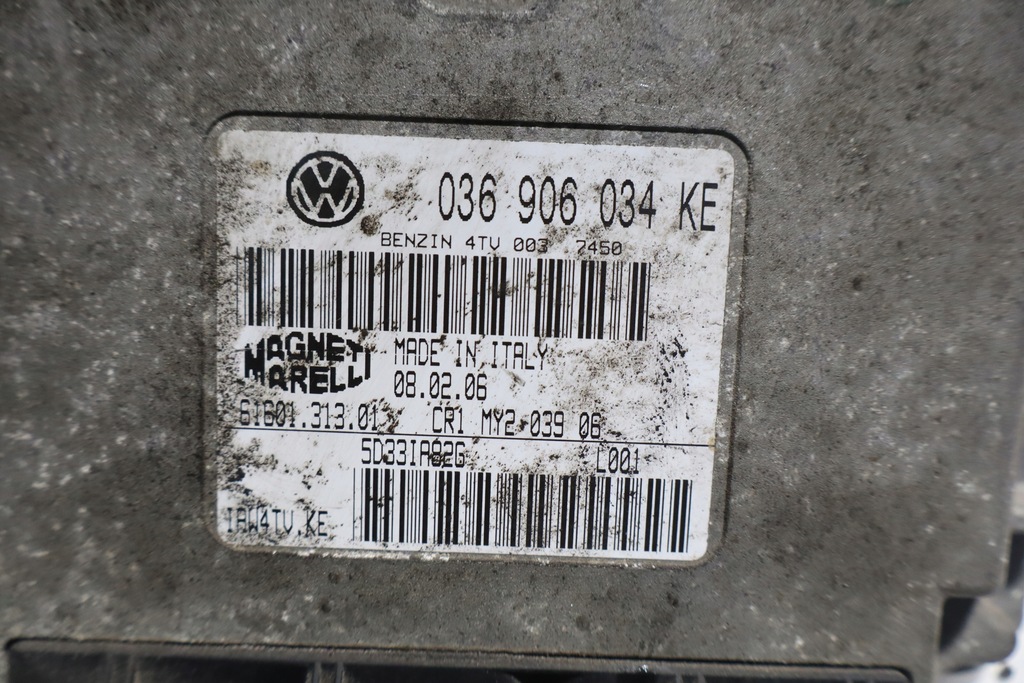 036 906 034 KE
BENZIN 4TV 003 7450
MAGNETI MARELLI
MADE IN ITALY
08.02.06
61601.313.01 CR1 MY2 039 06
5D33IA82G L001
IAW4TV.KE